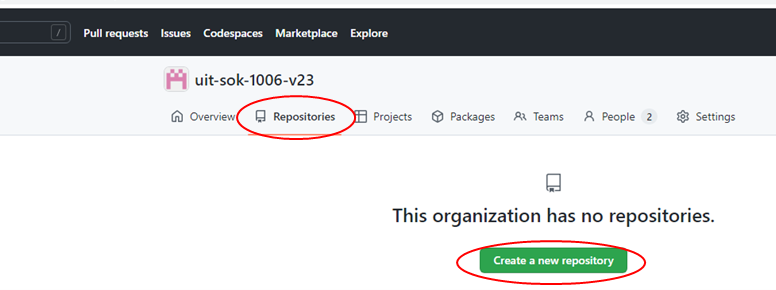 / Pull requests Issues Codespaces Marketplace Explore
uit-sok-1006-v23
Overview Repositories Projects Packages Teams People 2 Settings
This organization has no repositories.
Create a new repository